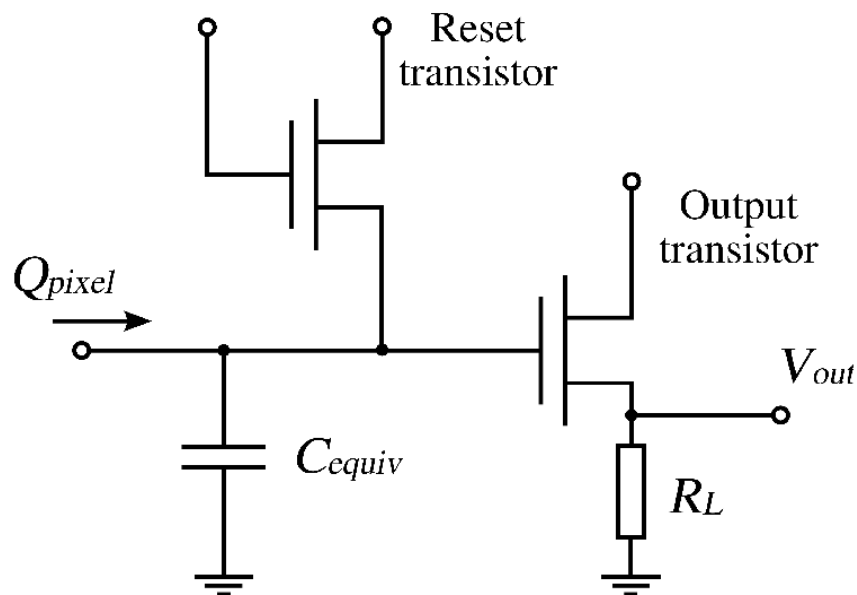 Reset
transistor
Output
transistor
Qpixel
Vout
Cequiv
RL